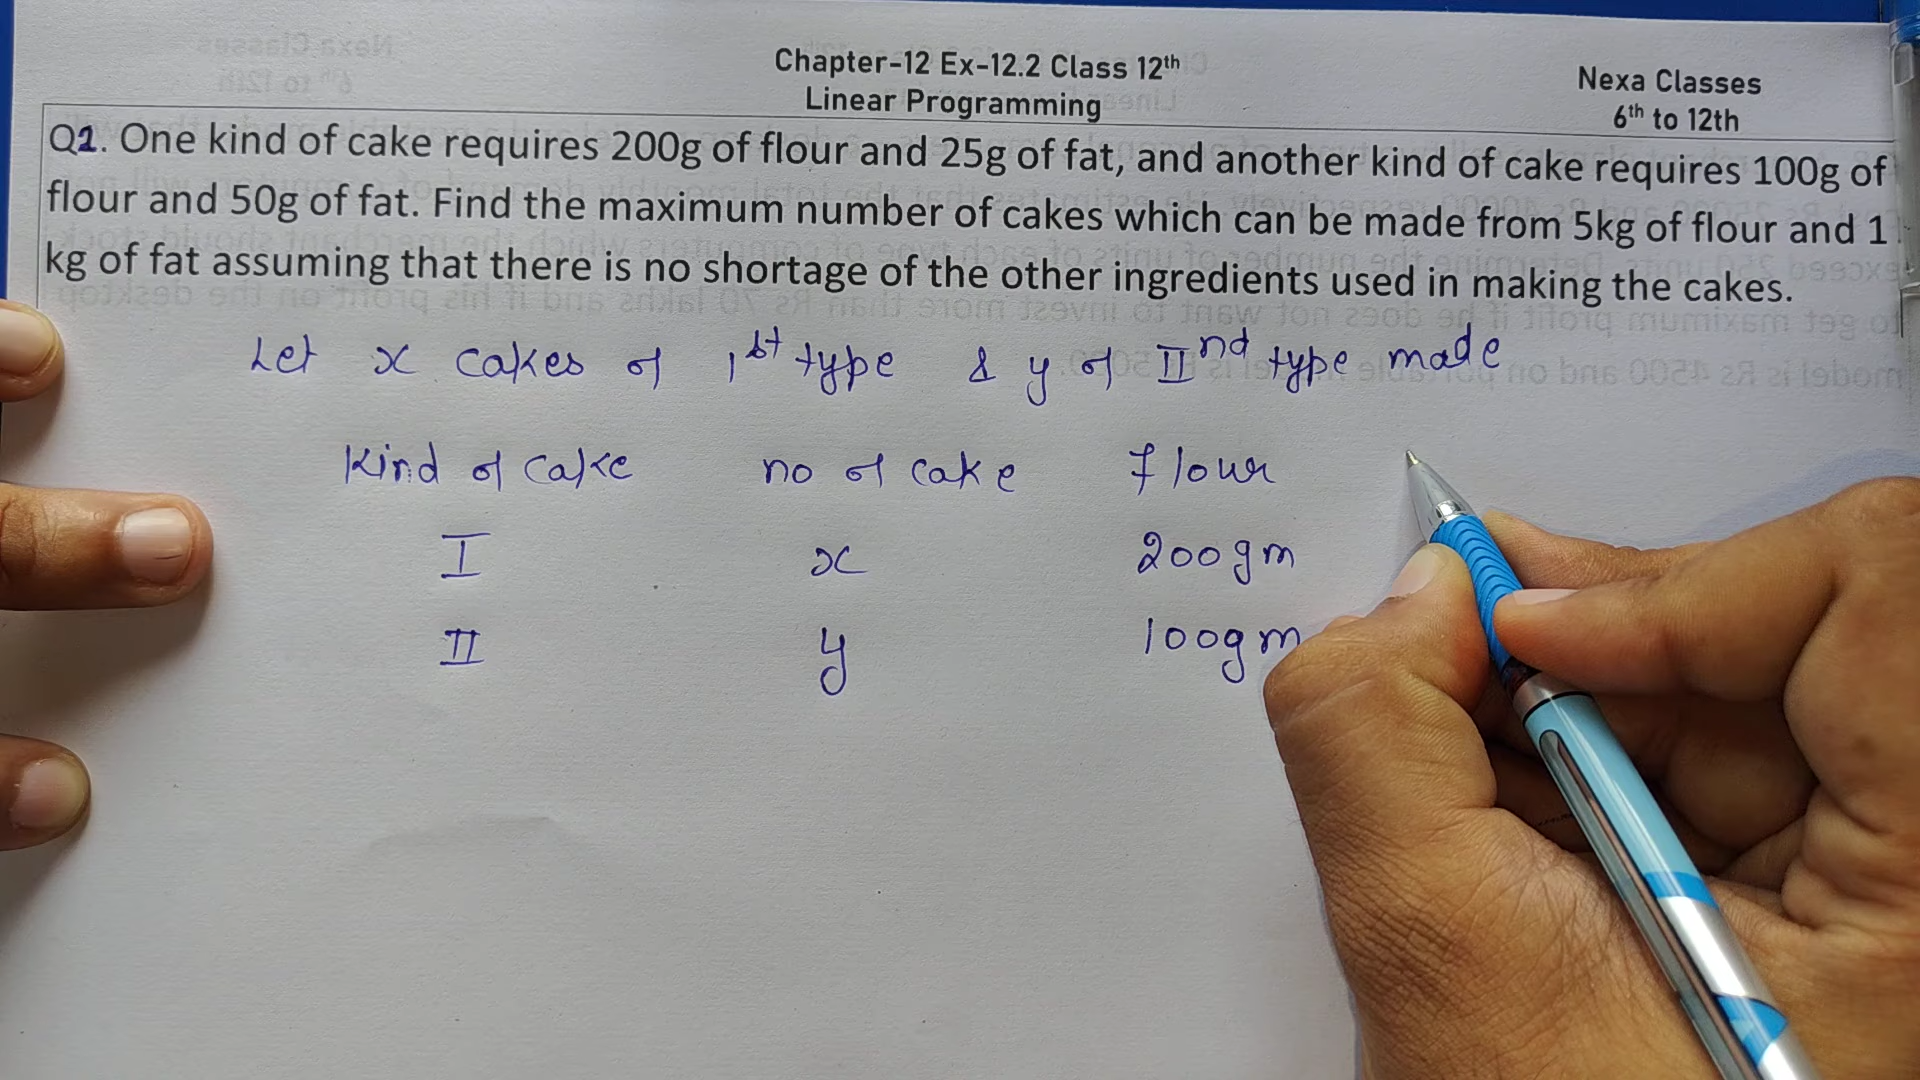 Chapter-12 Ex-12.2 Class 12th
Linear Programming
Nexa Classes
6th to 12th
Q1. One kind of cake requires 200g of flour and 25g of fat, and another kind of cake requires 100g of
flour and 50g of fat. Find the maximum number of cakes which can be made from 5kg of flour and 1
kg of fat assuming that there is no shortage of the other ingredients used in making the cakes.
Let x cakes of 1st type & y of IInd type made
Kind of cake no of cake flour
I x 200gm
II y 100gm